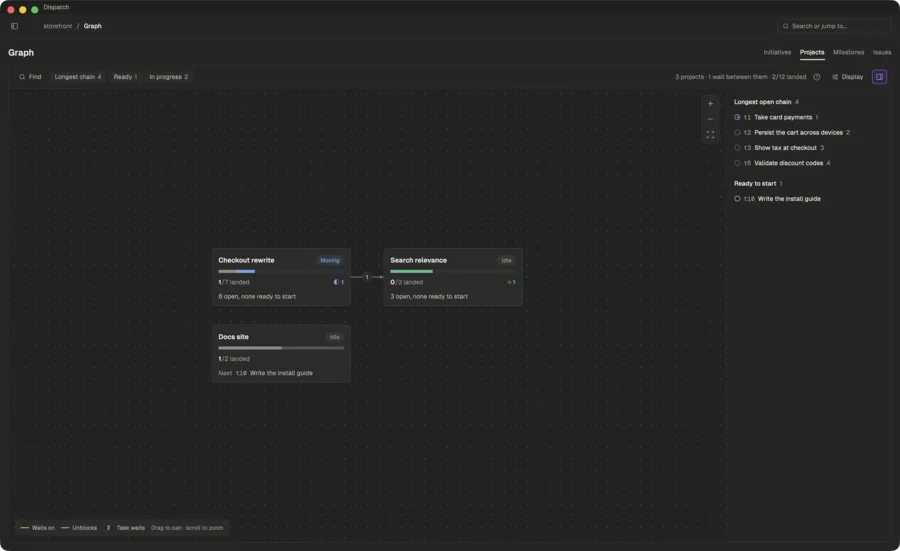 Dispatch
storefront / Graph
Search or jump to...
Graph
Initiatives Projects Milestones Issues
Find Longest chain 4 Ready 1 In progress 2
3 projects · 1 wait between them · 2/12 landed
Display
Longest open chain 4
t1 Take card payments 1
t2 Persist the cart across devices 2
t3 Show tax at checkout 3
t6 Validate discount codes 4
Ready to start 1
t10 Write the install guide
Checkout rewrite Moving
1/7 landed 1
6 open, none ready to start
1
Search relevance Idle
0/3 landed 1
3 open, none ready to start
Docs site Idle
1/2 landed
Next t10 Write the install guide
Waits on Unblocks 2 Task waits Drag to pan · scroll to zoom